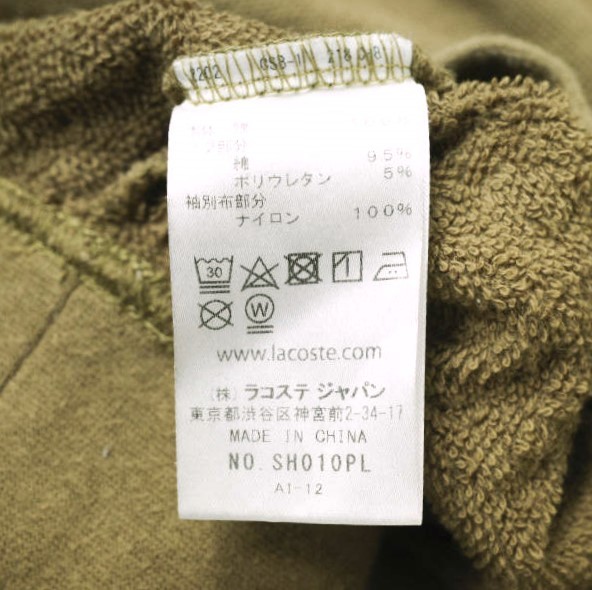 綿 95%
ポリウレタン 5%
袖別布部分
ナイロン 100%
30
W
www.lacoste.com
(株) ラコステ ジャパン
東京都渋谷区神宮前2-34-17
MADE IN CHINA
NO. SH010PL
AI-12